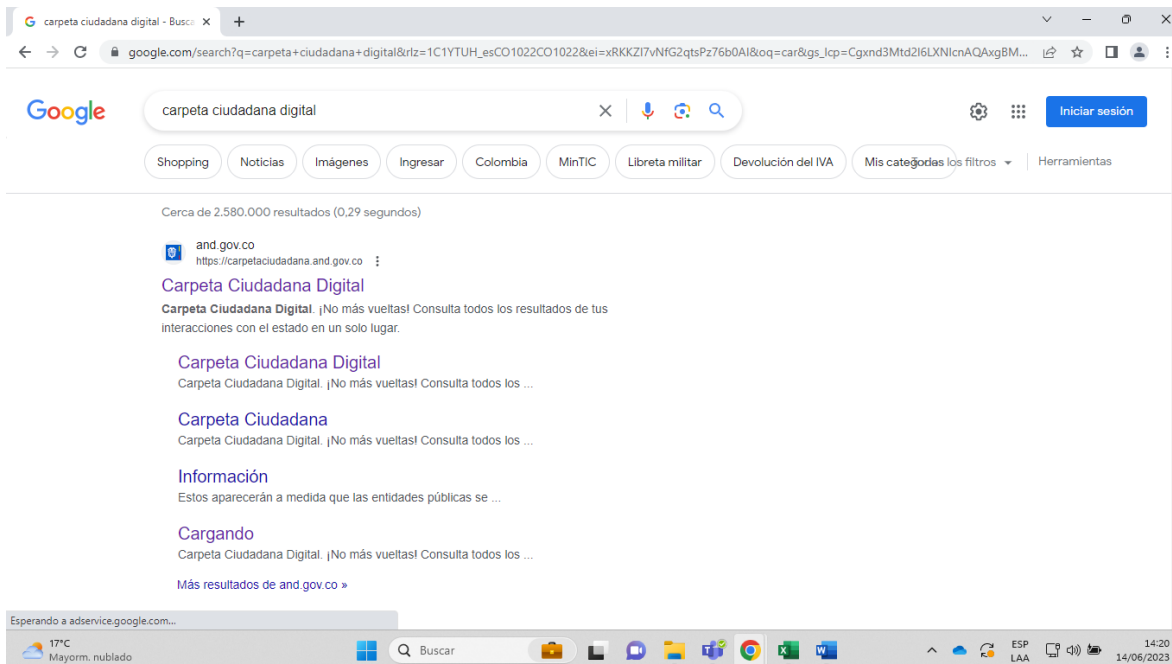 carpeta ciudadana digital - Busca
google.com/search?q=carpeta+ciudadana+digital&rlz=1C1YTUH_esCO1022CO1022&ei=xRKKZI7vNfG2qtsPz76b0AI&oq=car&gs_lcp=Cgxnd3Mtd2l6LXNlcnAQAxgBM...
Google
carpeta ciudadana digital
Iniciar sesión
Shopping
Noticias
Imágenes
Ingresar
Colombia
MinTIC
Libreta militar
Devolución del IVA
Mis categorías
Todos los filtros
Herramientas
Cerca de 2.580.000 resultados (0,29 segundos)
and.gov.co
https://carpetaciudadana.and.gov.co
Carpeta Ciudadana Digital
Carpeta Ciudadana Digital. ¡No más vueltas! Consulta todos los resultados de tus
interacciones con el estado en un solo lugar.
Carpeta Ciudadana Digital
Carpeta Ciudadana Digital. ¡No más vueltas! Consulta todos los ...
Carpeta Ciudadana
Carpeta Ciudadana Digital. ¡No más vueltas! Consulta todos los ...
Información
Estos aparecerán a medida que las entidades públicas se ...
Cargando
Carpeta Ciudadana Digital. ¡No más vueltas! Consulta todos los ...
Más resultados de and.gov.co »
Esperando a adservice.google.com...
17°C
Mayorm. nublado
Buscar
ESP
LAA
14:20
14/06/2023